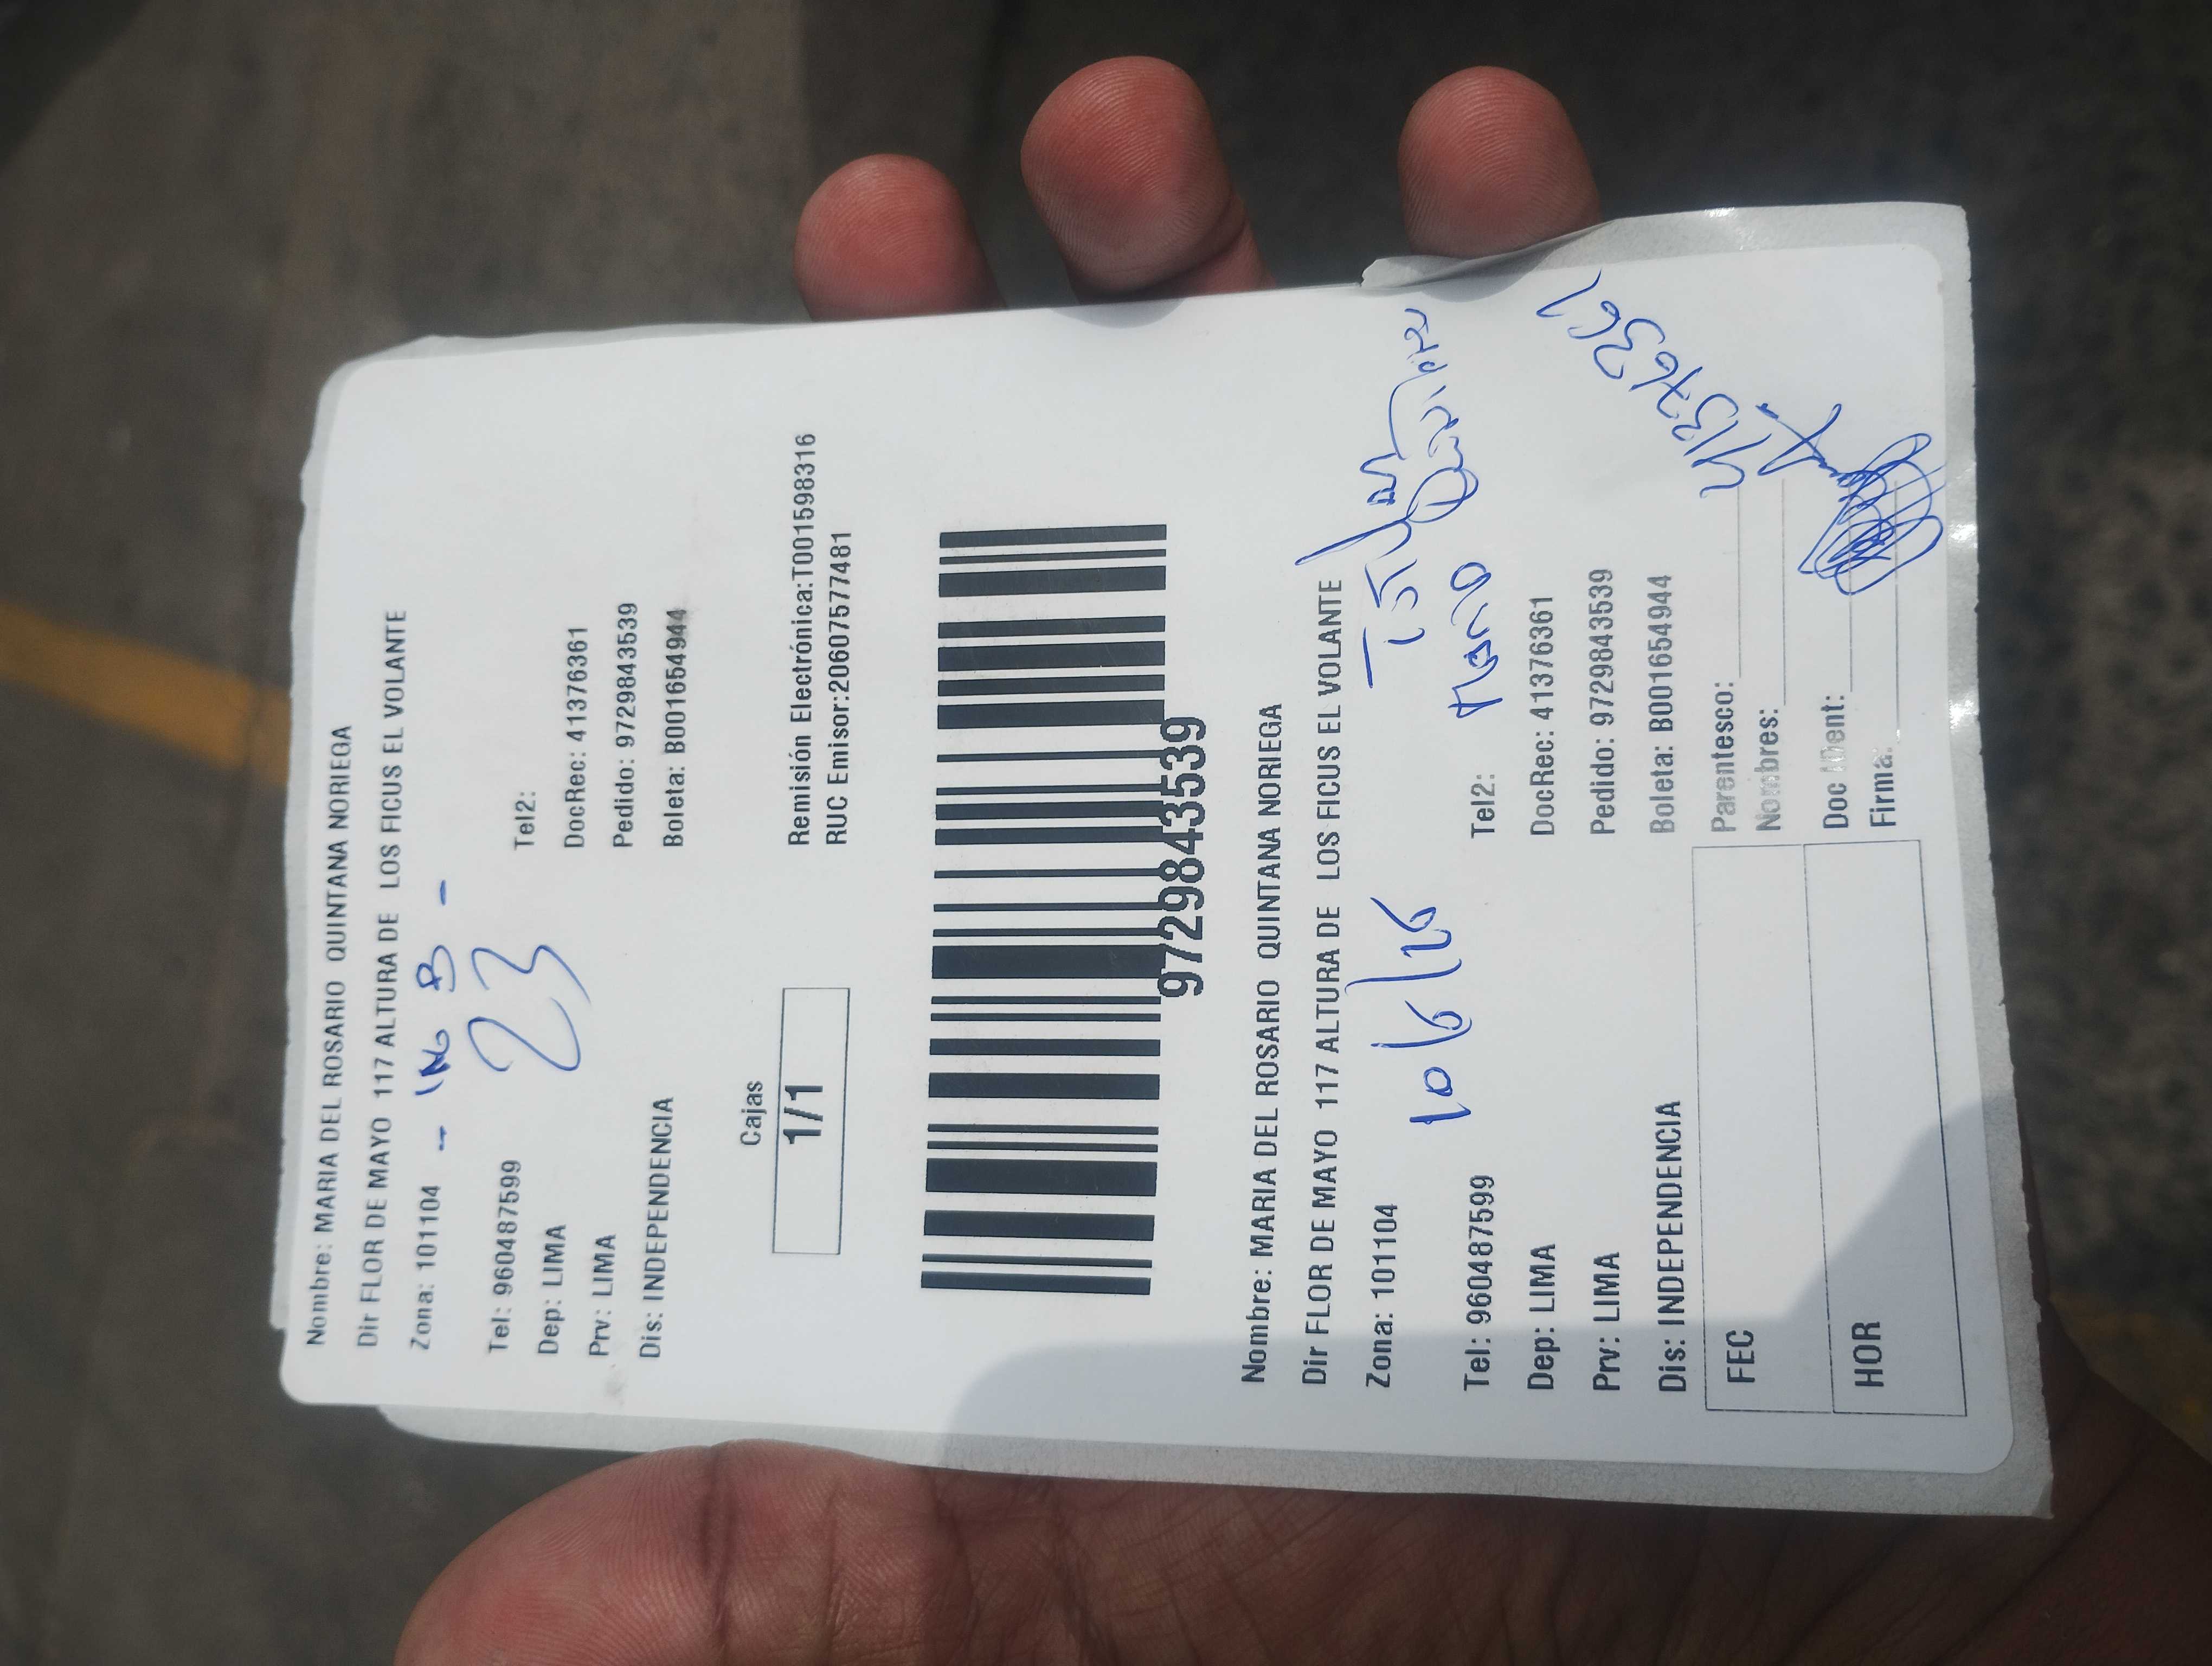 Nombre: MARIA DEL ROSARIO QUINTANA NORIEGA
Dir FLOR DE MAYO 117 ALTURA DE LOS FICUS EL VOLANTE
Zona: 101104 -- ING B -
23
Tel: 960487599 Tel2:
Dep: LIMA DocRec: 41376361
Prv: LIMA Pedido: 9729843539
Dis: INDEPENDENCIA Boleta: B001654944
Cajas
1/1
Remisión Electrónica:T001598316
RUC Emisor:20607577481
9729843539
Nombre: MARIA DEL ROSARIO QUINTANA NORIEGA
Dir FLOR DE MAYO 117 ALTURA DE LOS FICUS EL VOLANTE
Zona: 101104
10/6/26
Tel: 960487599 Tel2:
Dep: LIMA DocRec: 41376361
Prv: LIMA Pedido: 9729843539
Dis: INDEPENDENCIA Boleta: B001654944
41376361
FEC
HOR
Parentesco:
Nombres:
Doc IDent:
Firma: